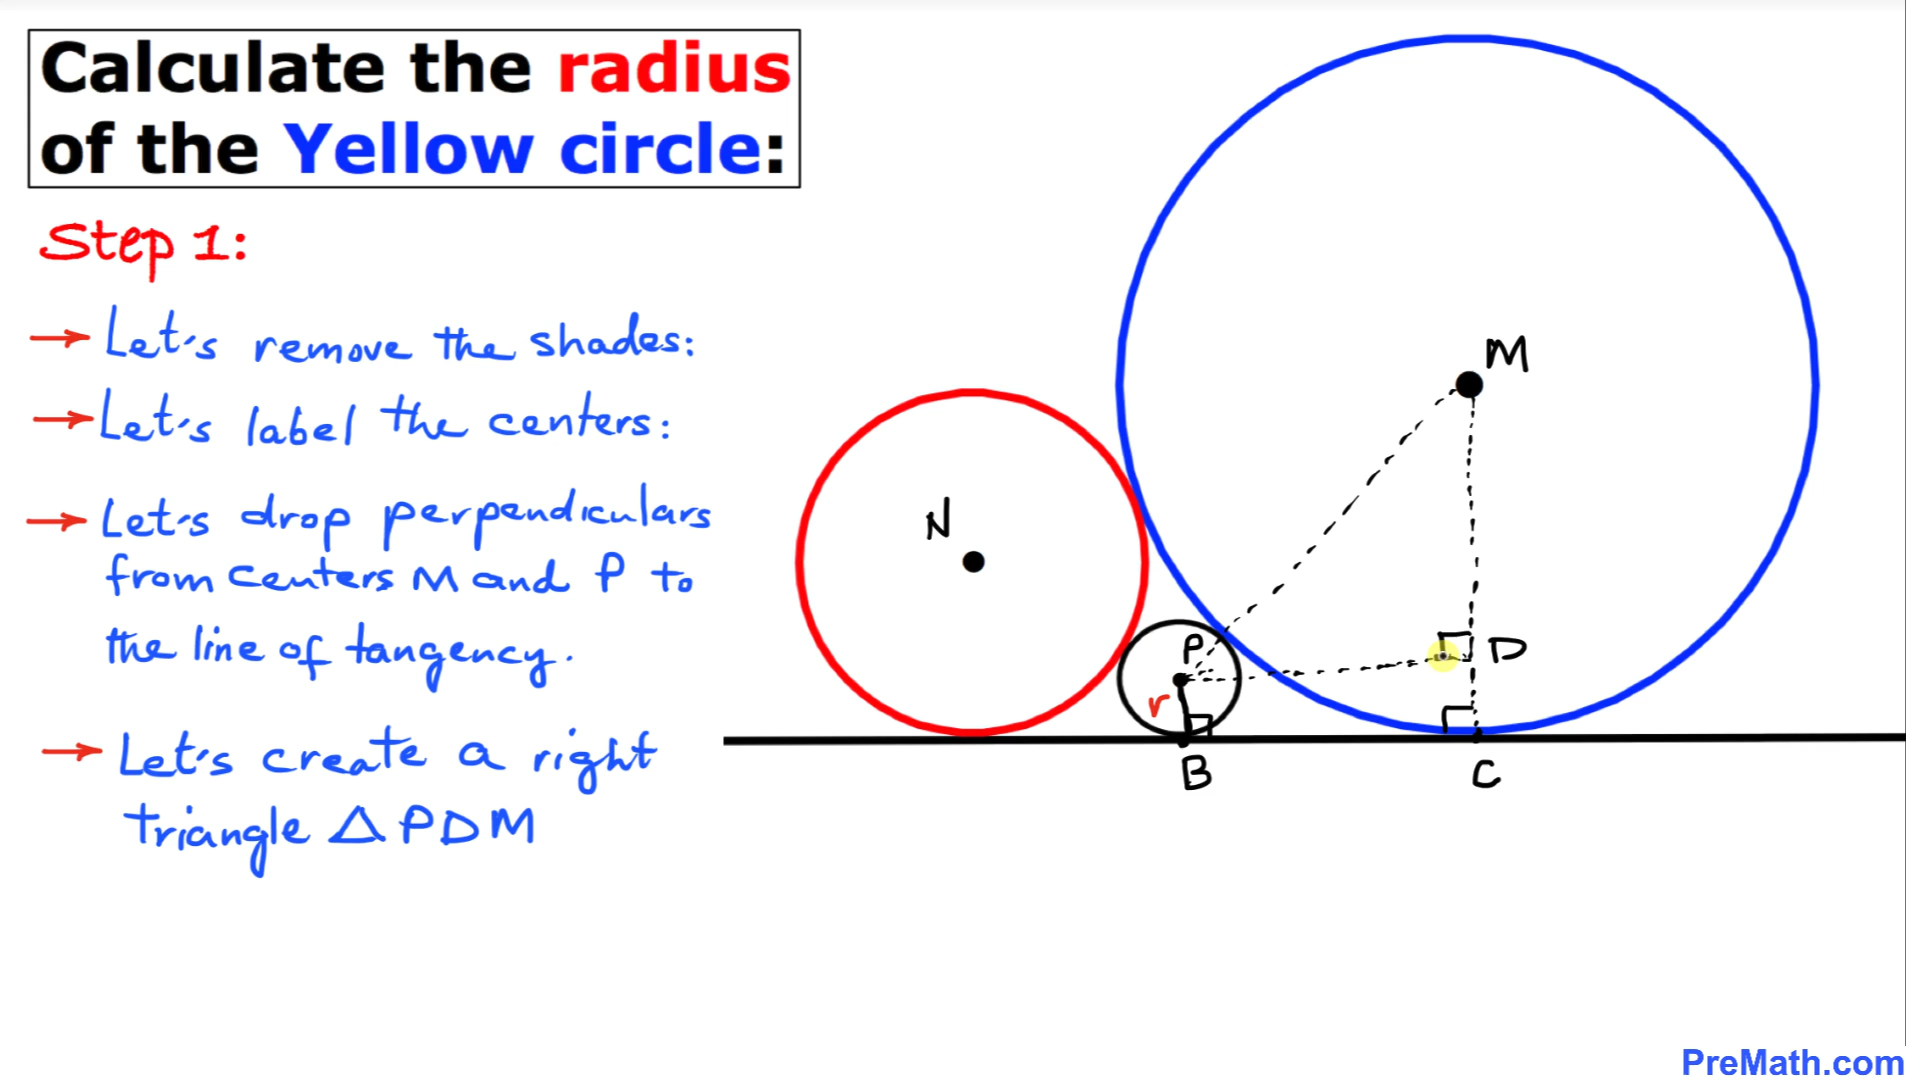 Calculate the radius
of the Yellow circle:
Step 1:
→ Let's remove the shades:
→ Let's label the centers:
→ Let's drop perpendiculars
from centers M and P to
the line of tangency.
→ Let's create a right
triangle △ PDM
M
N
P
D
r
B
C
PreMath.com